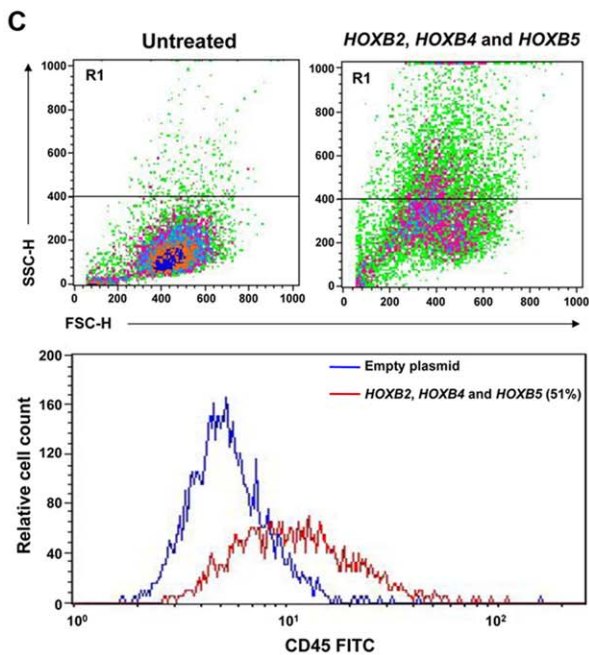 C
Untreated
HOXB2, HOXB4 and HOXB5
1000
800
600
400
200
0
R1
0 200 400 600 800 1000
1000
800
600
400
200
0
R1
0 200 400 600 800 1000
SSC-H
FSC-H
200
160
120
80
40
0
Empty plasmid
HOXB2, HOXB4 and HOXB5 (51%)
Relative cell count
10⁰ 10¹ 10²
CD45 FITC